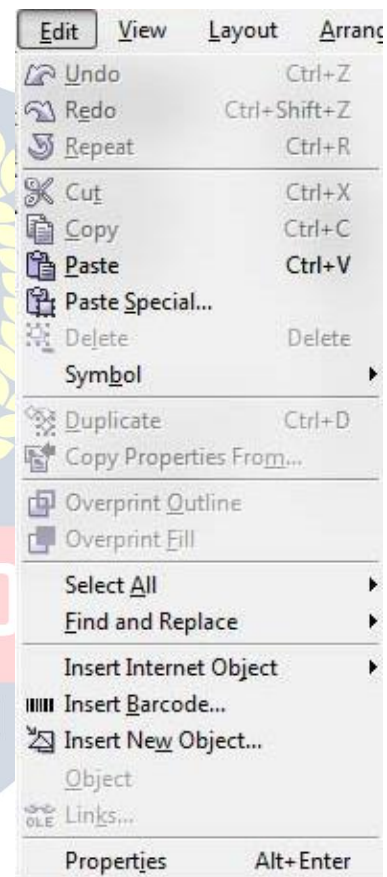 Edit View Layout Arrang
Undo Ctrl+Z
Redo Ctrl+Shift+Z
Repeat Ctrl+R
Cut Ctrl+X
Copy Ctrl+C
Paste Ctrl+V
Paste Special...
Delete Delete
Symbol
Duplicate Ctrl+D
Copy Properties From...
Overprint Outline
Overprint Fill
Select All
Find and Replace
Insert Internet Object
Insert Barcode...
Insert New Object...
Object
OLE Links...
Properties Alt+Enter